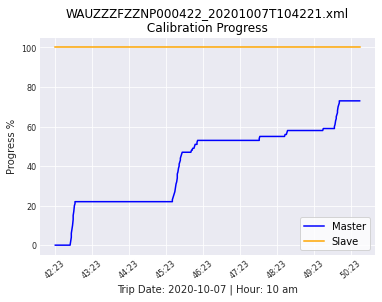 WAUZZZFZZNP000422_20201007T104221.xml
Calibration Progress
Progress %
100
80
60
40
20
0
Master
Slave
42:23
43:23
44:23
45:23
46:23
47:23
48:23
49:23
50:23
Trip Date: 2020-10-07 | Hour: 10 am